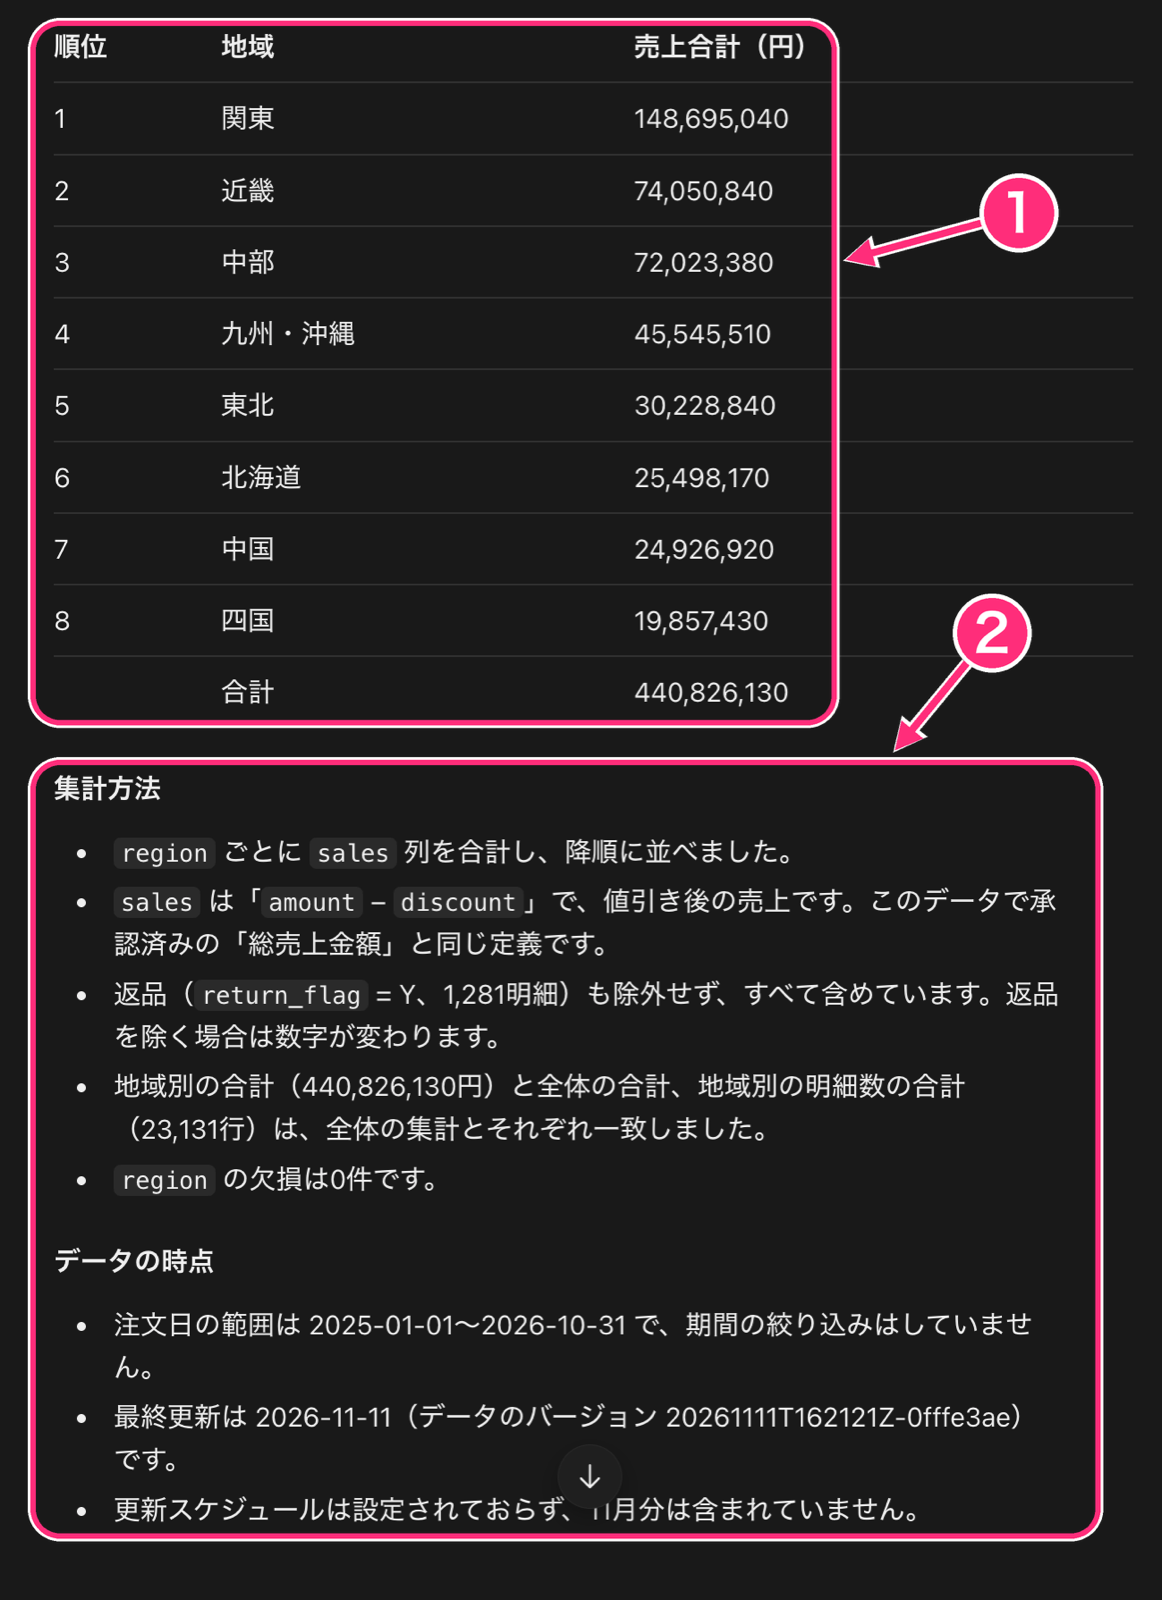 順位 地域 売上合計（円）
1 関東 148,695,040
1
2 近畿 74,050,840
3 中部 72,023,380
4 九州・沖縄 45,545,510
5 東北 30,228,840
6 北海道 25,498,170
7 中国 24,926,920
8 四国 19,857,430
2
合計 440,826,130
集計方法
• region ごとに sales 列を合計し、降順に並べました。
• sales は「amount − discount」で、値引き後の売上です。このデータで承
認済みの「総売上金額」と同じ定義です。
• 返品（return_flag = Y、1,281明細）も除外せず、すべて含めています。返品
を除く場合は数字が変わります。
• 地域別の合計（440,826,130円）と全体の合計、地域別の明細数の合計
（23,131行）は、全体の集計とそれぞれ一致しました。
• region の欠損は0件です。
データの時点
• 注文日の範囲は 2025-01-01〜2026-10-31 で、期間の絞り込みはしていませ
ん。
• 最終更新は 2026-11-11（データのバージョン 20261111T162121Z-0fffe3ae）
です。
• 更新スケジュールは設定されておらず、11月分は含まれていません。